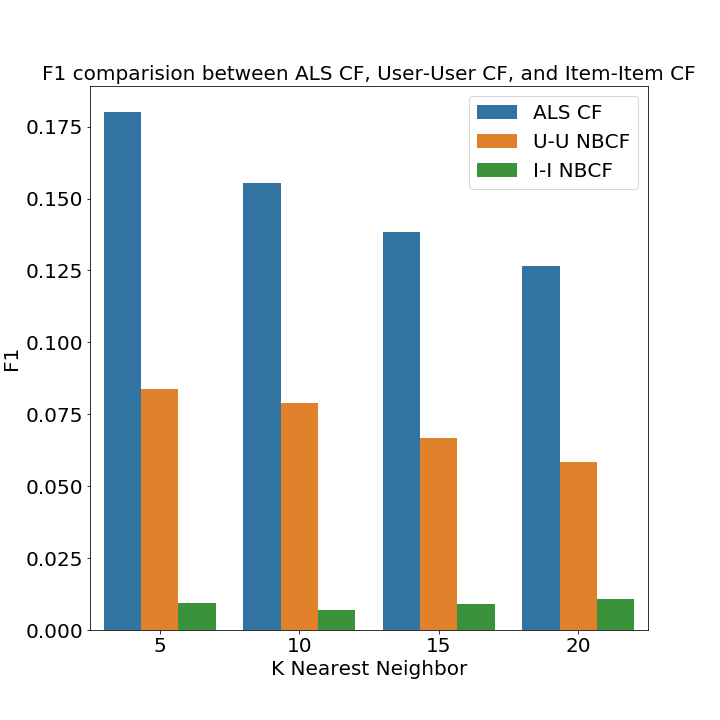 F1 comparision between ALS CF, User-User CF, and Item-Item CF
ALS CF
U-U NBCF
I-I NBCF
0.175
0.150
0.125
0.100
0.075
0.050
0.025
0.000
F1
5 10 15 20
K Nearest Neighbor